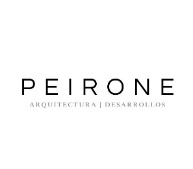 PEIRONE
ARQUITECTURA | DESARROLLOS